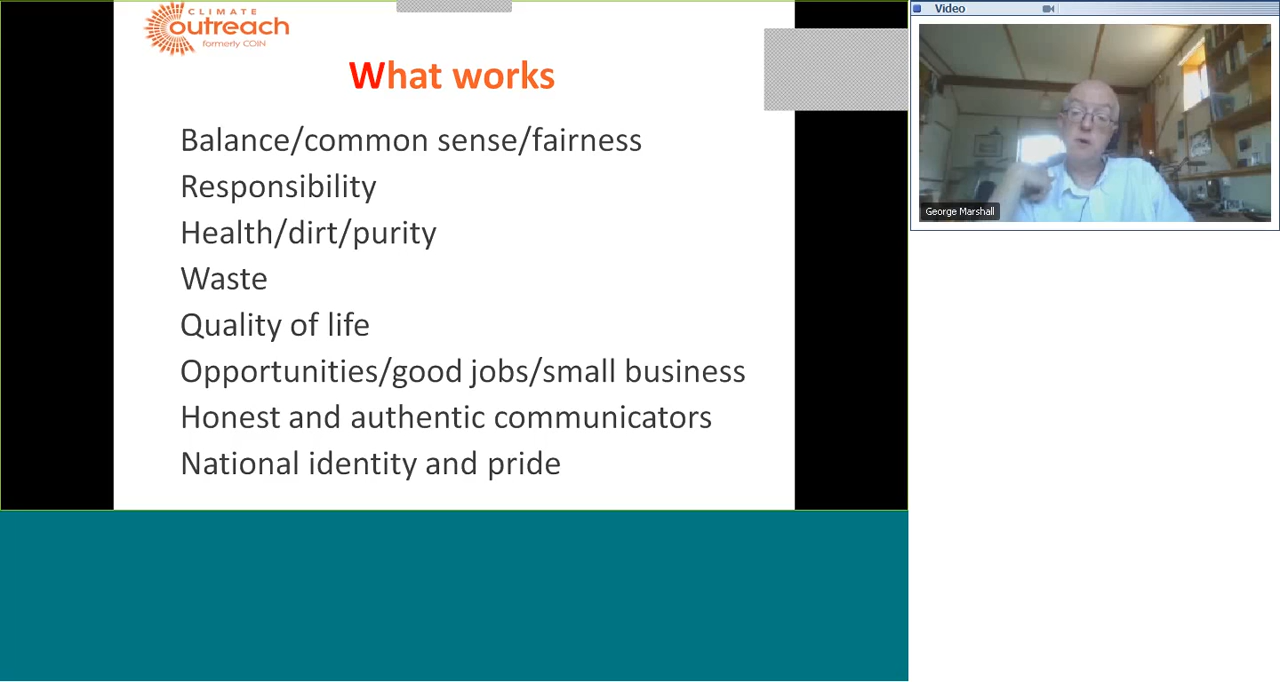 CLIMATE
outreach
formerly COIN
What works
Balance/common sense/fairness
Responsibility
Health/dirt/purity
Waste
Quality of life
Opportunities/good jobs/small business
Honest and authentic communicators
National identity and pride
Video
George Marshall